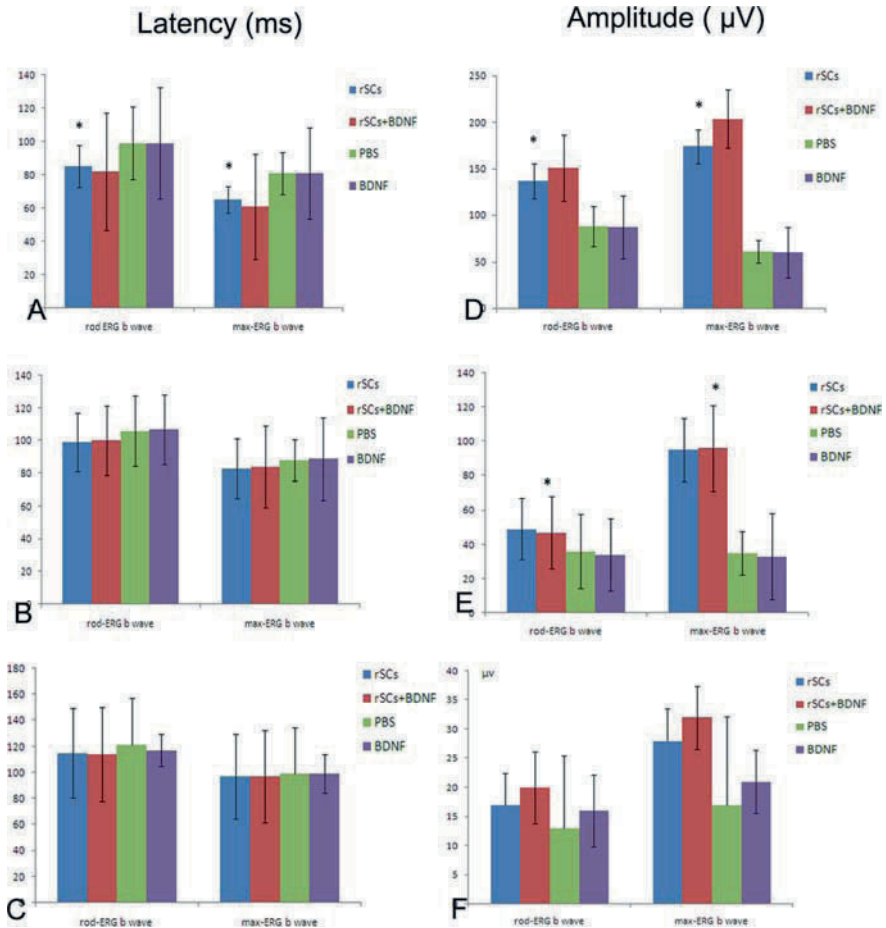 Latency (ms)
Amplitude ( µV)
140
120
100
80
60
40
20
0
*
*
rSCs
rSCs+BDNF
PBS
BDNF
A
rod ERG b wave
max-ERG b wave
250
200
150
100
50
0
*
*
rSCs
rSCs+BDNF
PBS
BDNF
D
rod-ERG b wave
max-ERG b wave
140
120
100
80
60
40
20
0
rSCs
rSCs+BDNF
PBS
BDNF
B
rod-ERG b wave
max-ERG b wave
140
120
100
80
60
40
20
0
*
*
rSCs
rSCs+BDNF
PBS
BDNF
E
rod-ERG b wave
max-ERG b wave
180
160
140
120
100
80
60
40
20
0
rSCs
rSCs+BDNF
PBS
BDNF
C
rod-ERG b wave
max-ERG b wave
40
35
30
25
20
15
10
5
µv
rSCs
rSCs+BDNF
PBS
BDNF
F
rod-ERG b wave
max-ERG b wave